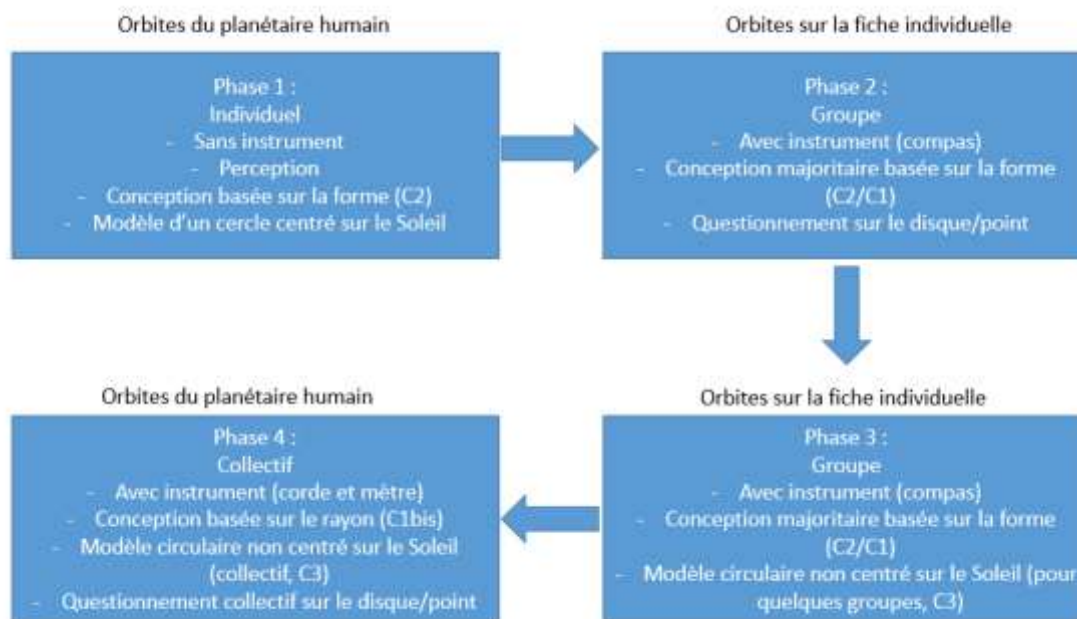 Orbites du planétaire humain
Phase 1 :
Individuel
- Sans instrument
- Perception
- Conception basée sur la forme (C2)
- Modèle d'un cercle centré sur le Soleil
Orbites sur la fiche individuelle
Phase 2 :
Groupe
- Avec instrument (compas)
- Conception majoritaire basée sur la forme
(C2/C1)
- Questionnement sur le disque/point
Orbites sur la fiche individuelle
Phase 3 :
Groupe
- Avec instrument (compas)
- Conception majoritaire basée sur la forme
(C2/C1)
- Modèle circulaire non centré sur le Soleil (pour
quelques groupes, C3)
Orbites du planétaire humain
Phase 4 :
Collectif
- Avec instrument (corde et mètre)
- Conception basée sur le rayon (C1bis)
- Modèle circulaire non centré sur le Soleil
(collectif, C3)
- Questionnement collectif sur le disque/point